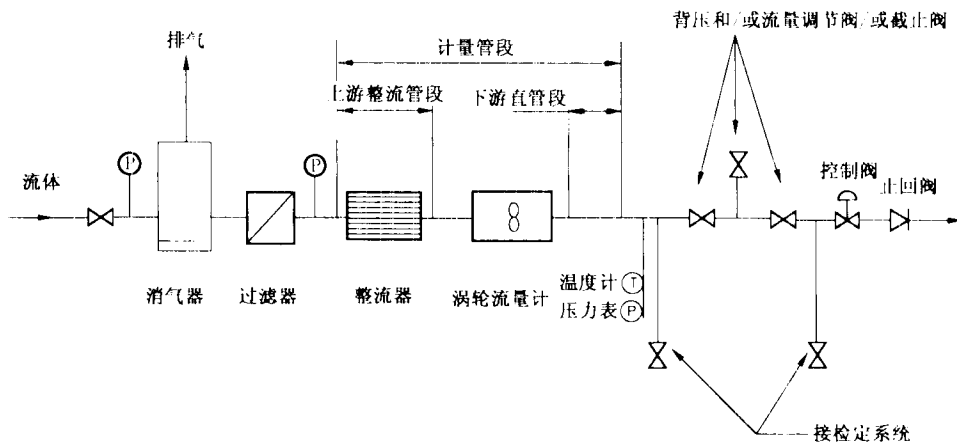 背压和/或流量调节阀/或截止阀
排气
计量管段
上游整流管段
下游直管段
P
P
流体
控制阀
止回阀
消气器
过滤器
整流器
涡轮流量计
温度计 T
压力表 P
接检定系统